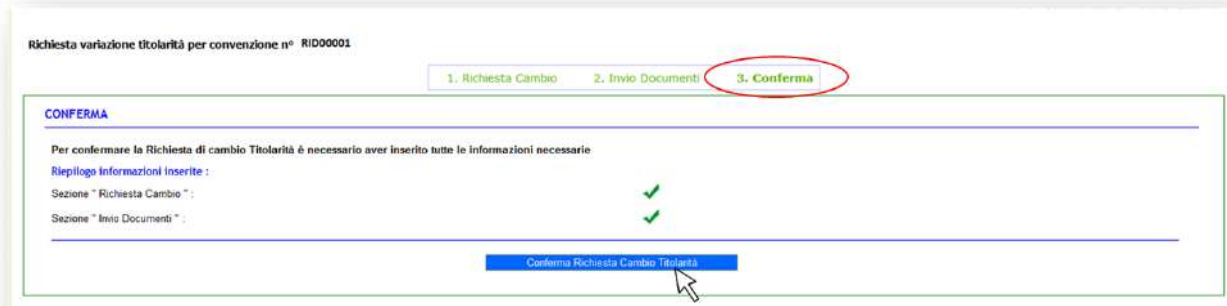 Richiesta variazione titolarità per convenzione nº RID00001
1. Richiesta Cambio 2. Invio Documenti 3. Conferma
CONFERMA
Per confermare la Richiesta di cambio Titolarità è necessario aver inserito tutte le informazioni necessarie
Riepilogo informazioni inserite :
Sezione " Richiesta Cambio " :
Sezione " Invio Documenti " :
Conferma Richiesta Cambio Titolarità